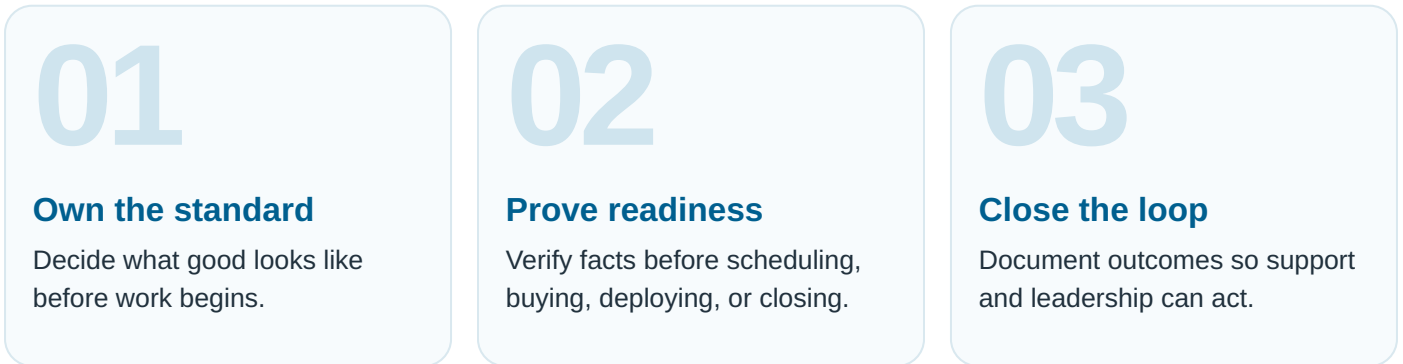 01
Own the standard
Decide what good looks like
before work begins.
02
Prove readiness
Verify facts before scheduling,
buying, deploying, or closing.
03
Close the loop
Document outcomes so support
and leadership can act.